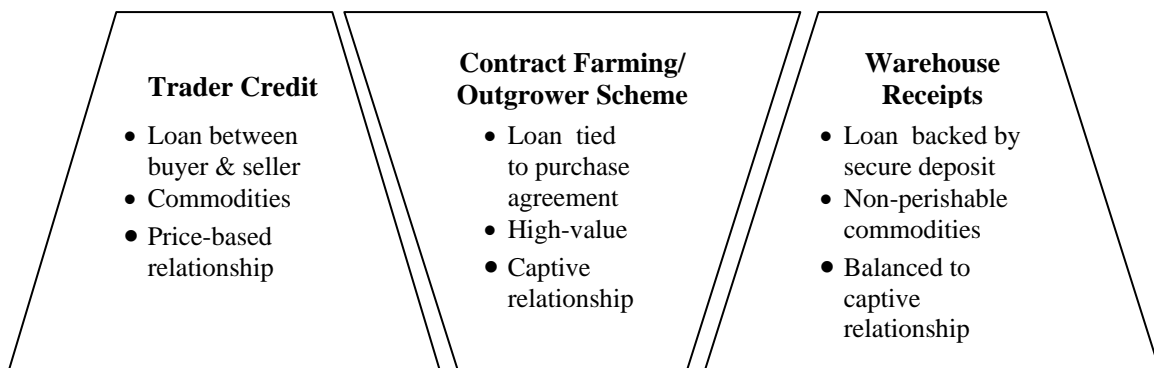 Trader Credit
• Loan between
buyer & seller
• Commodities
• Price-based
relationship
Contract Farming/
Outgrower Scheme
• Loan tied
to purchase
agreement
• High-value
• Captive
relationship
Warehouse
Receipts
• Loan backed by
secure deposit
• Non-perishable
commodities
• Balanced to
captive
relationship